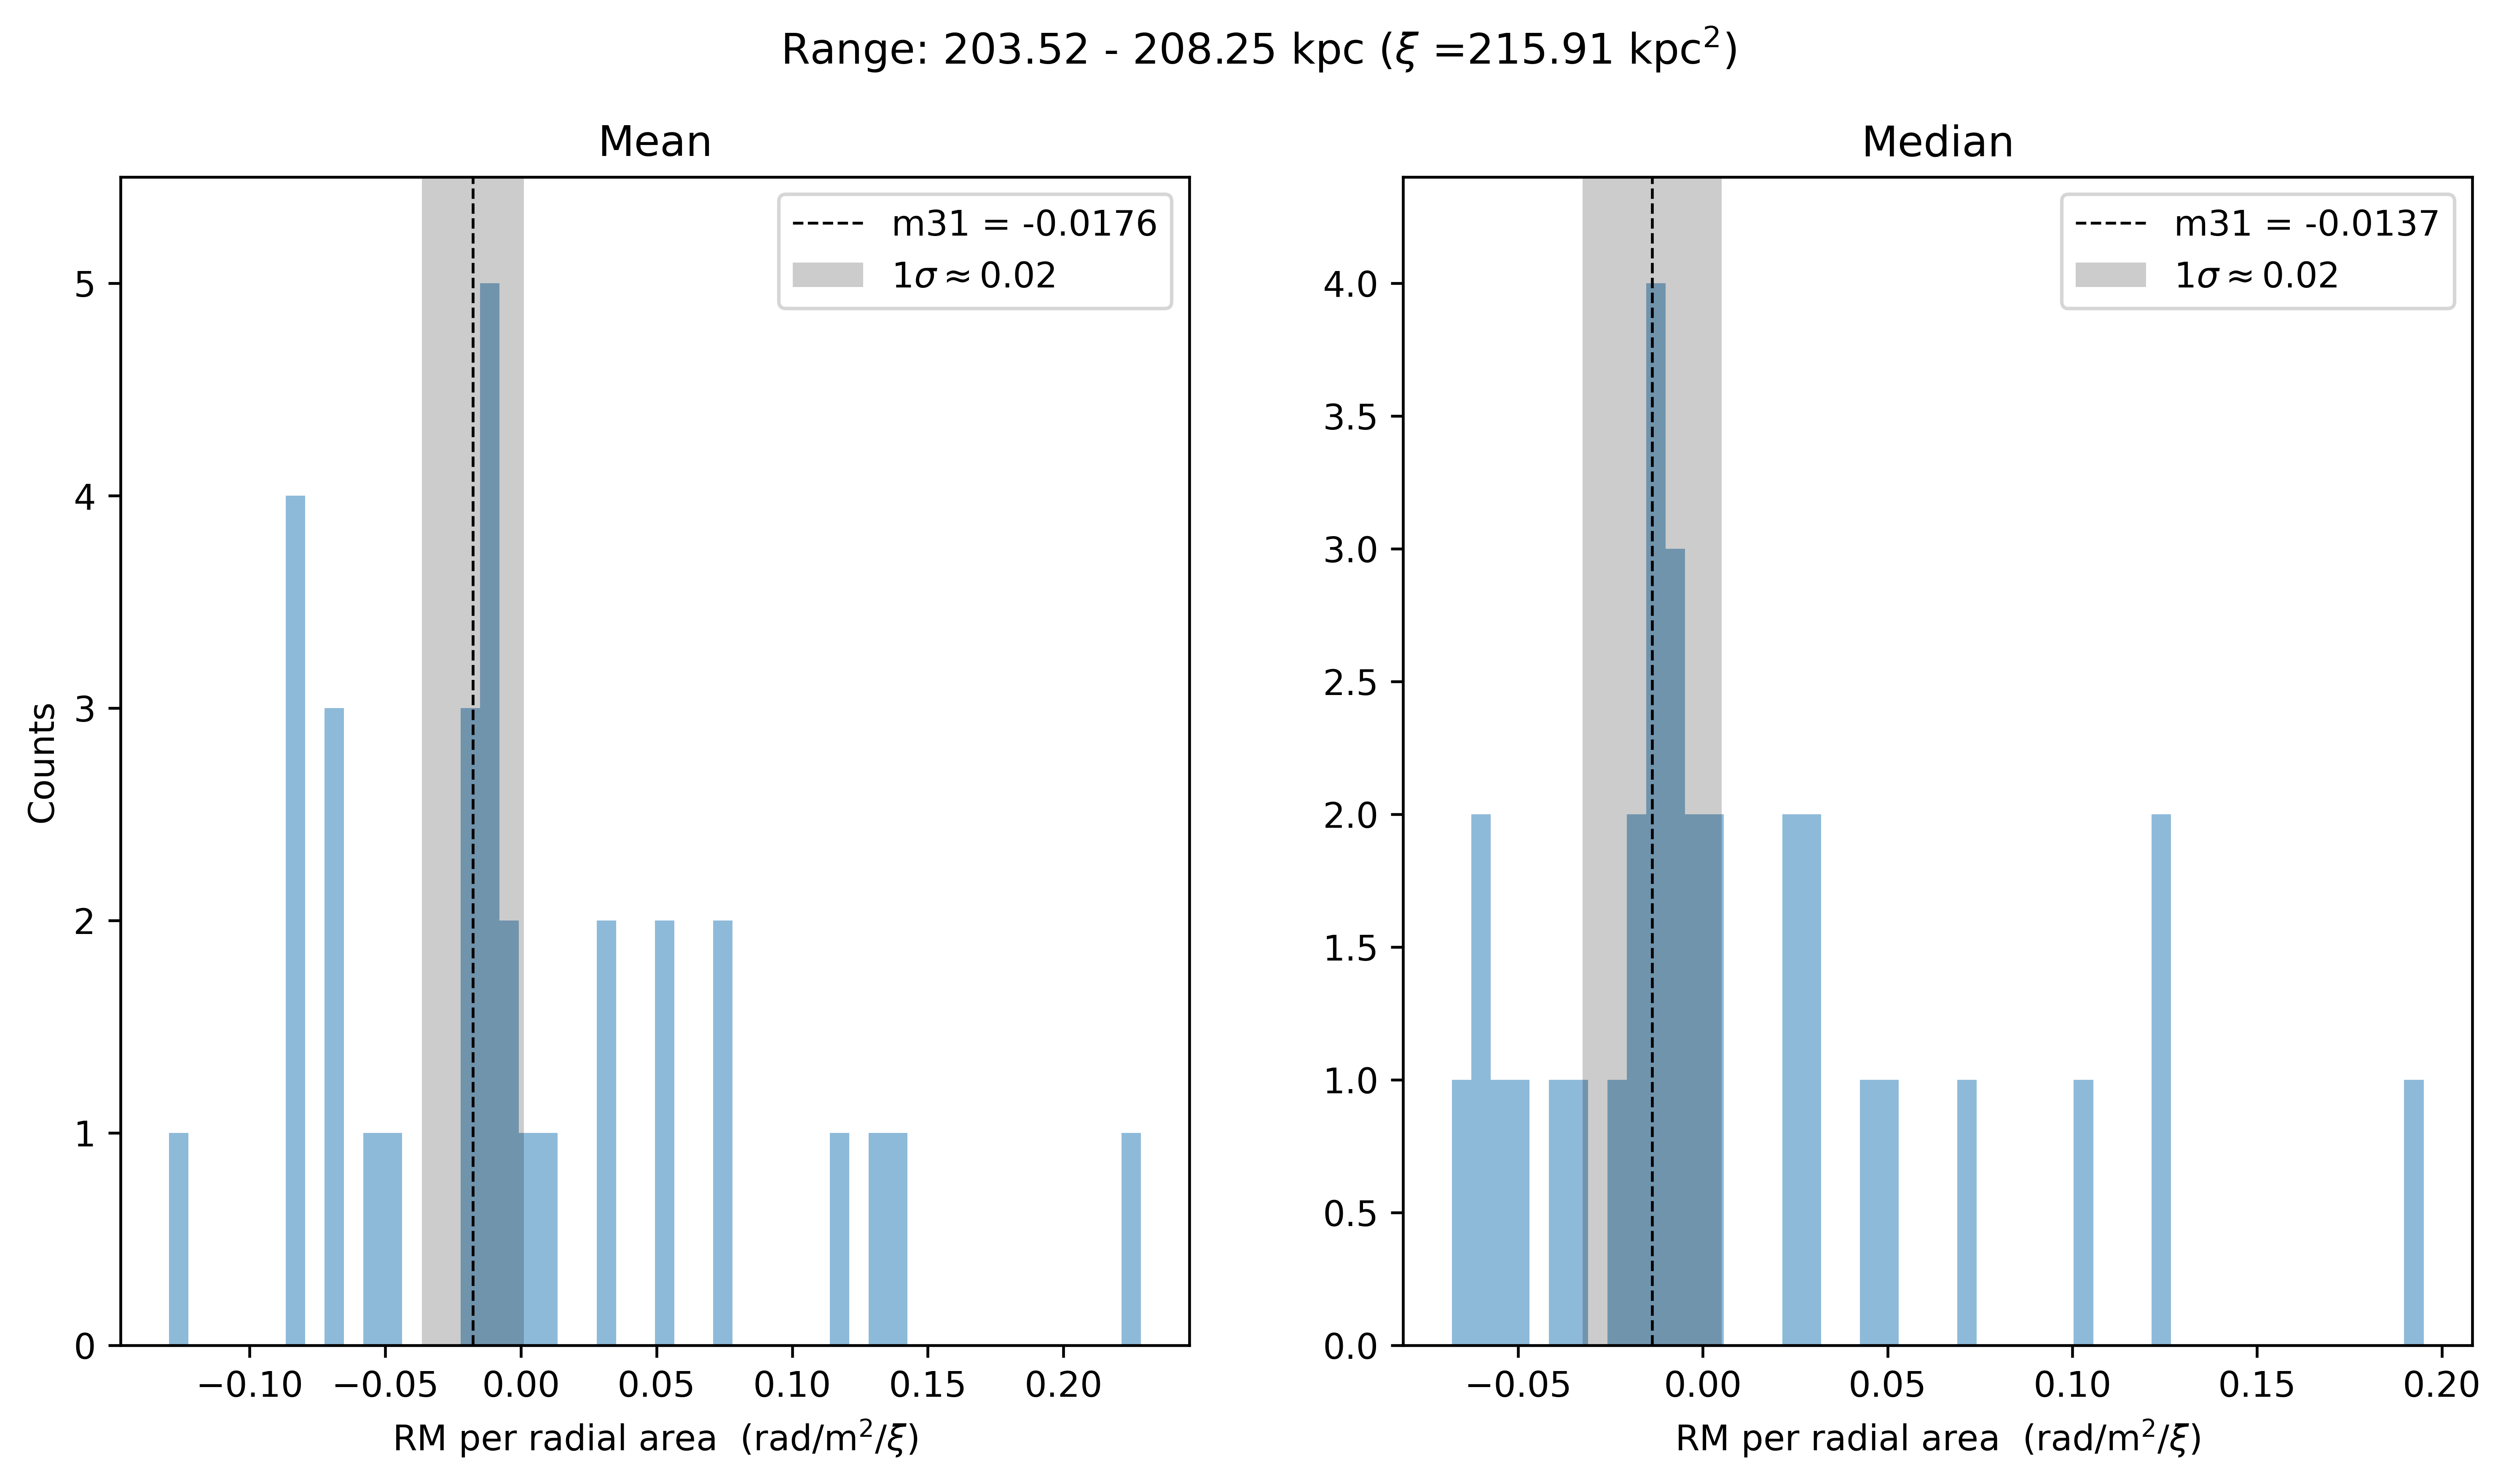 Range: 203.52 - 208.25 kpc (ξ =215.91 kpc²)
Mean
m31 = -0.0176
1σ ≈ 0.02
5
4
3
2
1
0
Counts
−0.10 −0.05 0.00 0.05 0.10 0.15 0.20
RM per radial area (rad/m²/ξ)
Median
m31 = -0.0137
1σ ≈ 0.02
4.0
3.5
3.0
2.5
2.0
1.5
1.0
0.5
0.0
−0.05 0.00 0.05 0.10 0.15 0.20
RM per radial area (rad/m²/ξ)